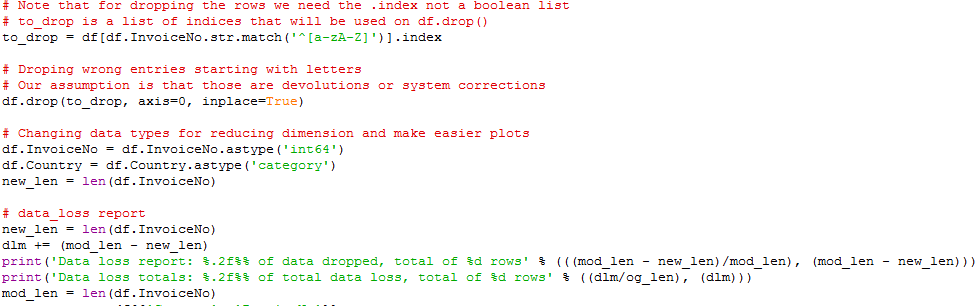 # Note that for dropping the rows we need the .index not a boolean list
# to_drop is a list of indices that will be used on df.drop()
to_drop = df[df.InvoiceNo.str.match('^[a-zA-Z]')].index

# Droping wrong entries starting with letters
# Our assumption is that those are devolutions or system corrections
df.drop(to_drop, axis=0, inplace=True)

# Changing data types for reducing dimension and make easier plots
df.InvoiceNo = df.InvoiceNo.astype('int64')
df.Country = df.Country.astype('category')
new_len = len(df.InvoiceNo)

# data_loss report
new_len = len(df.InvoiceNo)
dlm += (mod_len - new_len)
print('Data loss report: %.2f%% of data dropped, total of %d rows' % (((mod_len - new_len)/mod_len), (mod_len - new_len)))
print('Data loss totals: %.2f%% of total data loss, total of %d rows' % ((dlm/og_len), (dlm)))
mod_len = len(df.InvoiceNo)